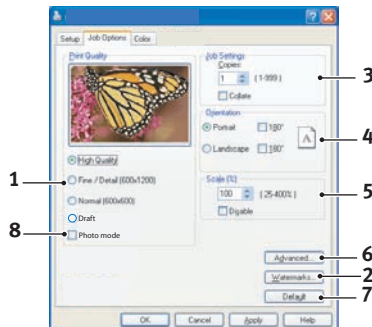 Setup Job Options Color
Print Quality
High Quality
1 Fine / Detail (600x1200)
Normal (600x600)
Draft
8 Photo mode
Job Settings
Copies:
1 (1-999) 3
Collate
Orientation
Portrait 180°
4
A
Landscape 180°
Scale (%)
100 (25-400%) 5
Disable
Advanced... 6
Watermarks... 2
Default 7
OK Cancel Apply Help